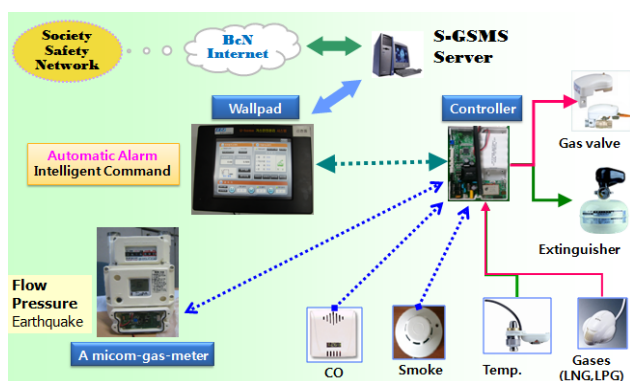 Society
Safety
Network
BcN
Internet
S-GSMS
Server
Wallpad
Controller
Gas valve
Automatic Alarm
Intelligent Command
Extinguisher
Flow
Pressure
Earthquake
A micom-gas-meter
CO
Smoke
Temp.
Gases
(LNG,LPG)